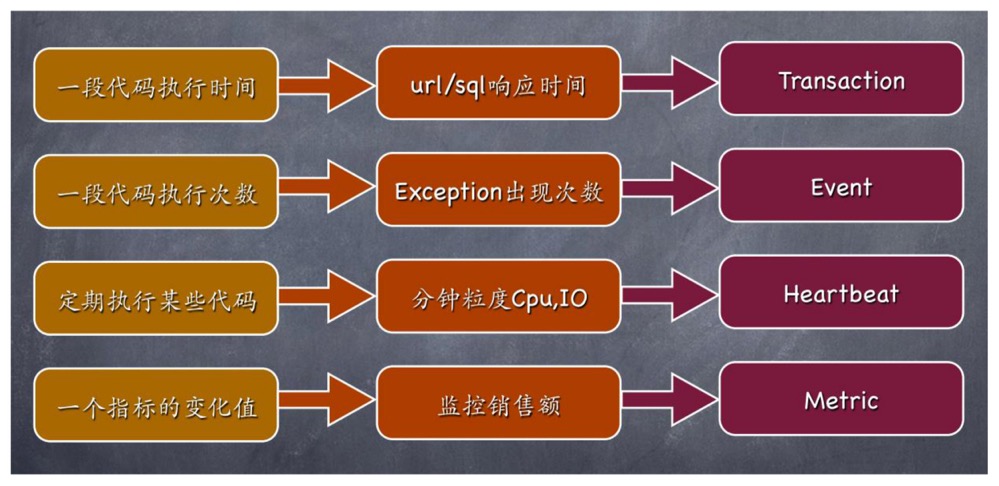 一段代码执行时间
url/sql响应时间
Transaction
一段代码执行次数
Exception出现次数
Event
定期执行某些代码
分钟粒度Cpu,IO
Heartbeat
一个指标的变化值
监控销售额
Metric